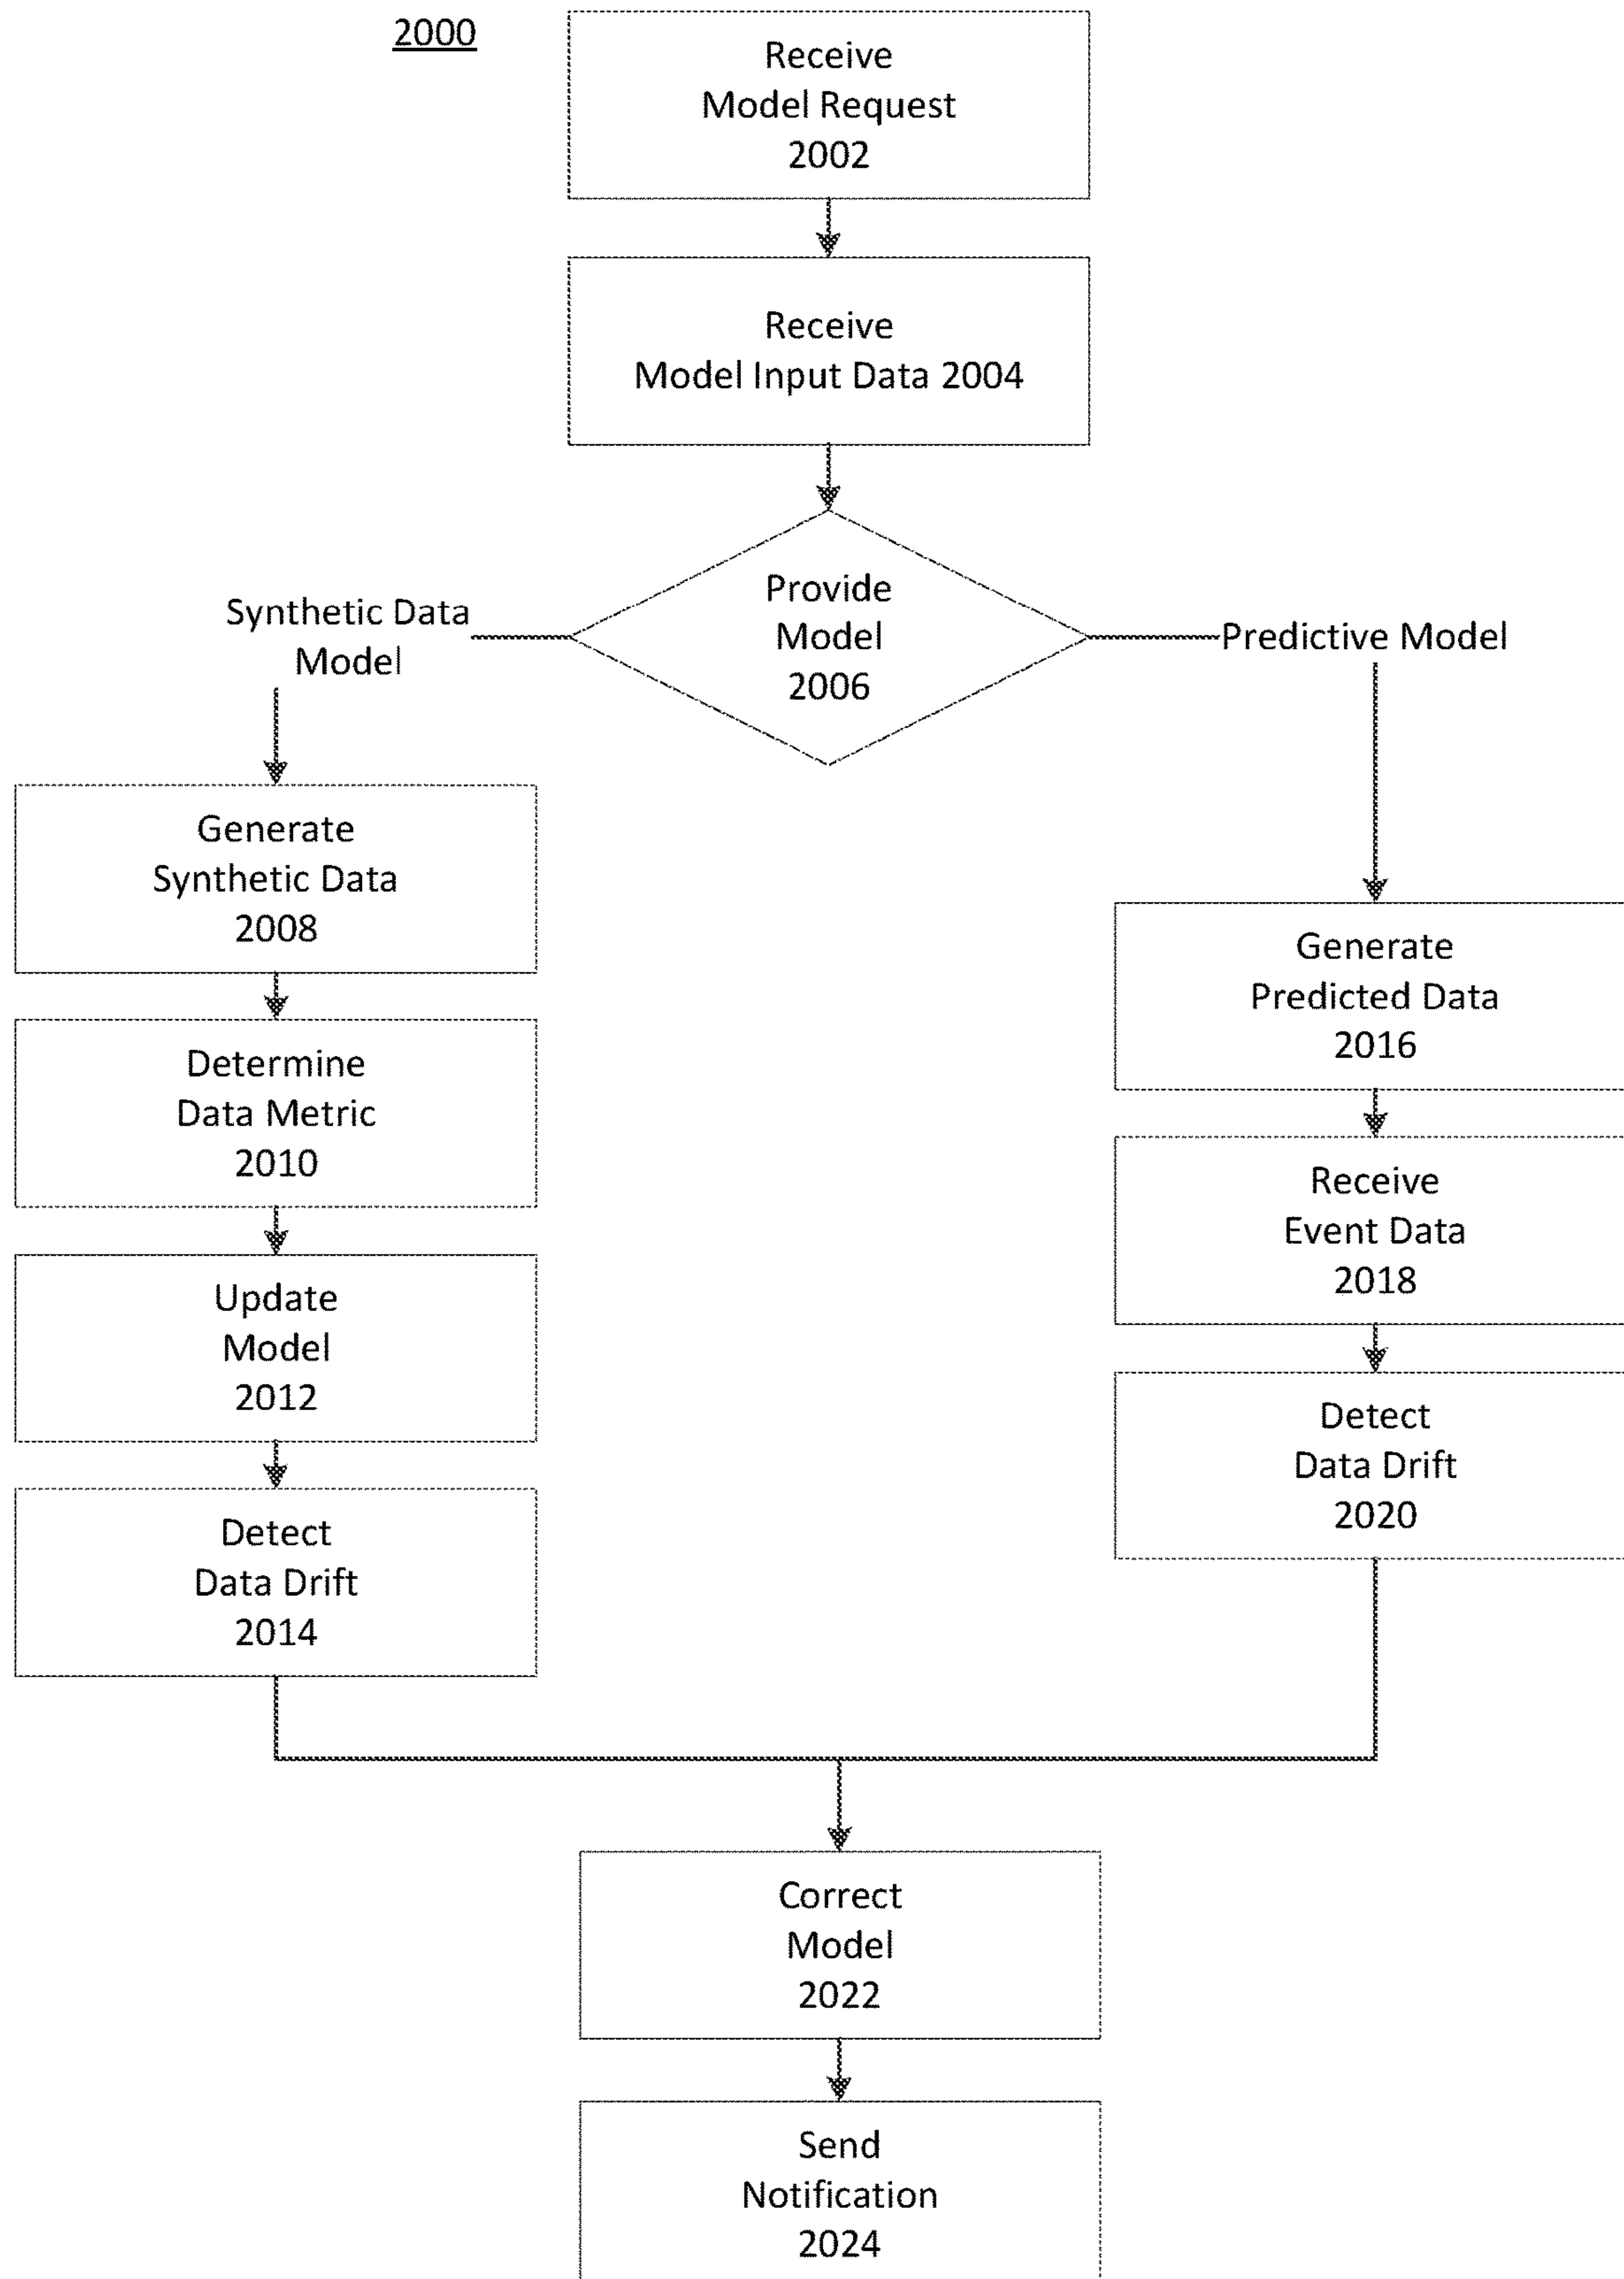 2000
Receive
Model Request
2002
Receive
Model Input Data 2004
Provide
Model
2006
Synthetic Data
Model
Predictive Model
Generate
Synthetic Data
2008
Determine
Data Metric
2010
Update
Model
2012
Detect
Data Drift
2014
Generate
Predicted Data
2016
Receive
Event Data
2018
Detect
Data Drift
2020
Correct
Model
2022
Send
Notification
2024